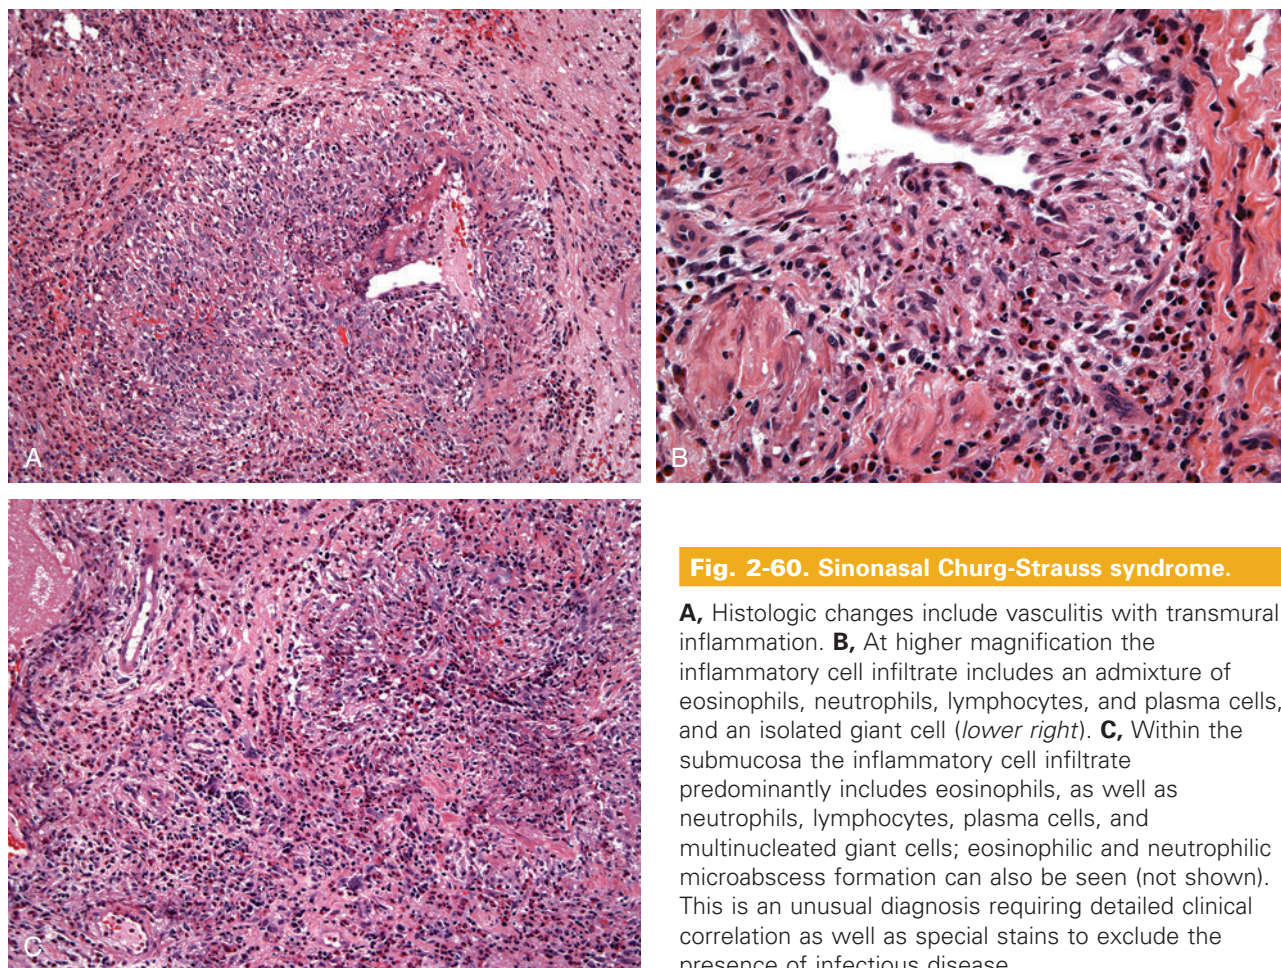 A
B
C
Fig. 2-60. Sinonasal Churg-Strauss syndrome.
A, Histologic changes include vasculitis with transmural
inflammation. B, At higher magnification the
inflammatory cell infiltrate includes an admixture of
eosinophils, neutrophils, lymphocytes, and plasma cells,
and an isolated giant cell (lower right). C, Within the
submucosa the inflammatory cell infiltrate
predominantly includes eosinophils, as well as
neutrophils, lymphocytes, plasma cells, and
multinucleated giant cells; eosinophilic and neutrophilic
microabscess formation can also be seen (not shown).
This is an unusual diagnosis requiring detailed clinical
correlation as well as special stains to exclude the
presence of infectious disease.